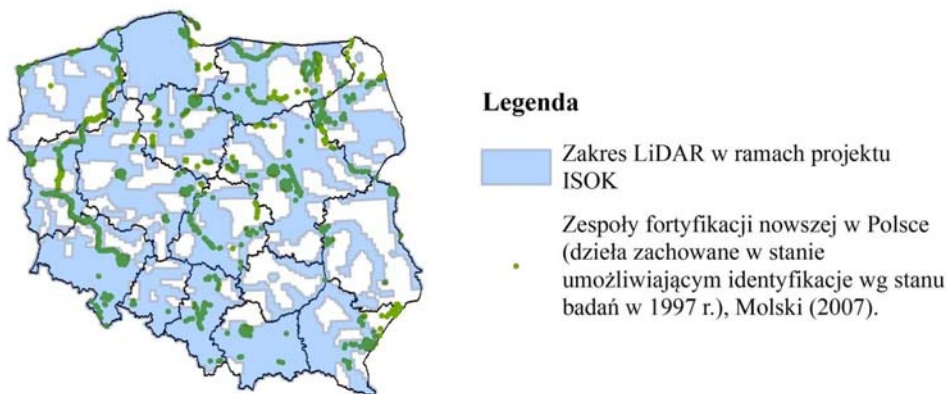 Legenda
Zakres LiDAR w ramach projektu
ISOK
Zespoły fortyfikacji nowszej w Polsce
(dzieła zachowane w stanie
umożliwiającym identyfikacje wg stanu
badań w 1997 r.), Molski (2007).